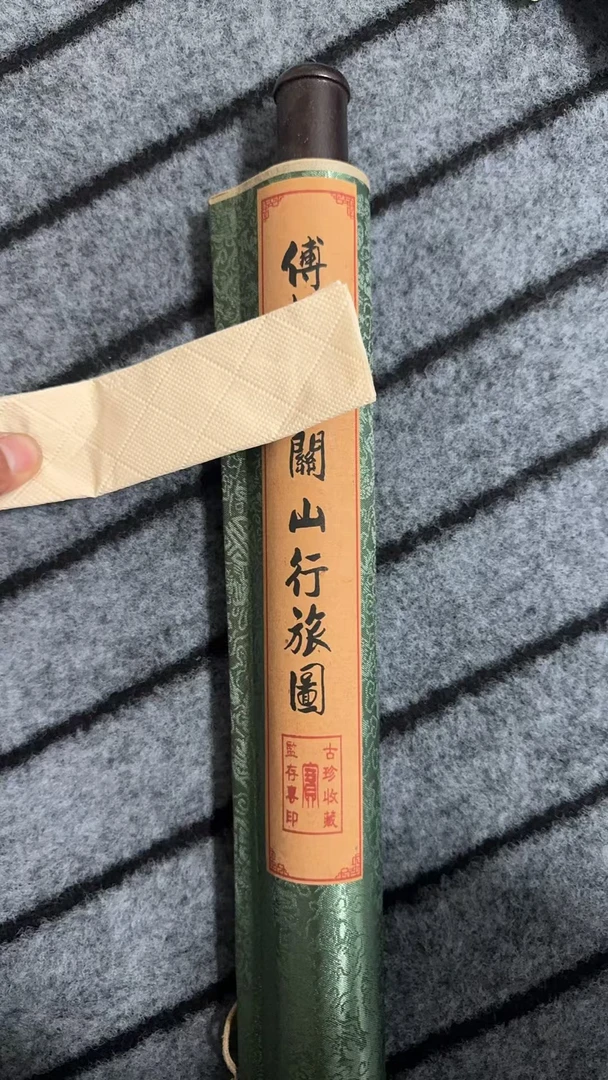 傅
關山行旅圖
古珍收藏
寶
監存專印